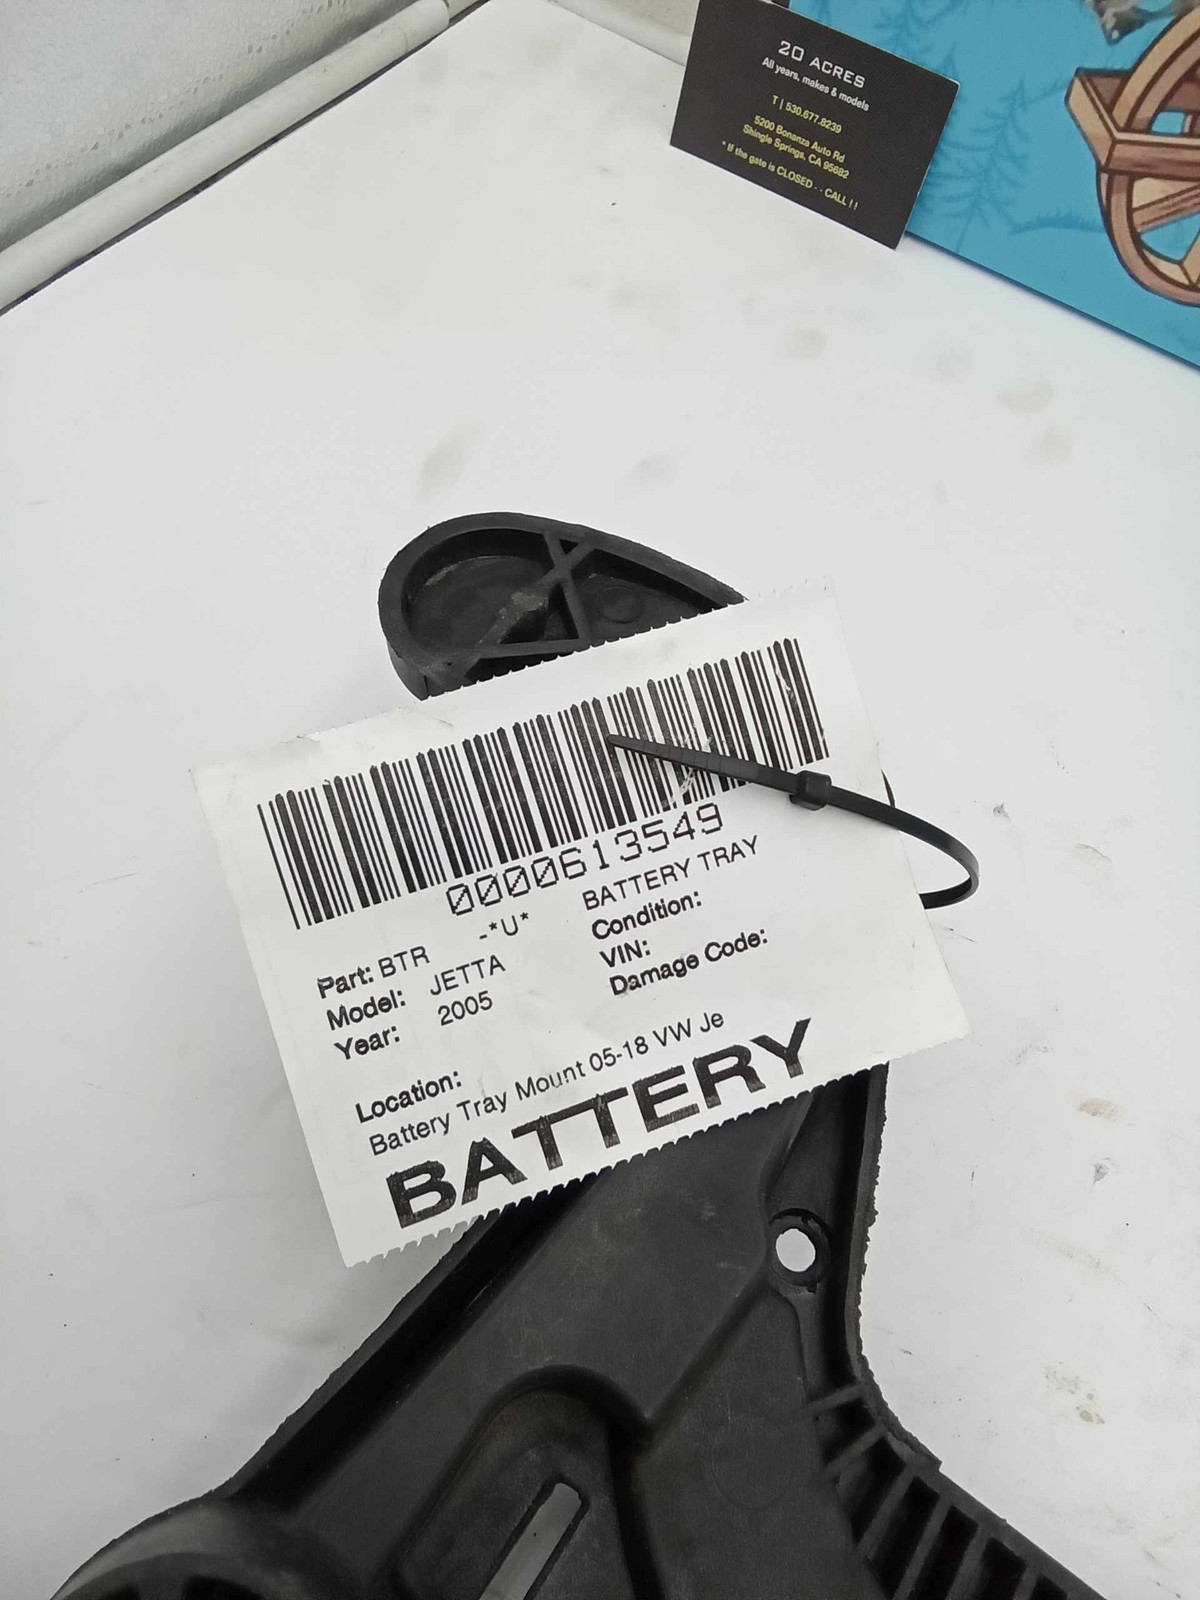 20 ACRES
All years, makes & models
T | 530.677.8239
5200 Bonanza Auto Rd
Shingle Springs, CA 95682
* If the gate is CLOSED - - CALL ! !
0000613549
Part: BTR -*U* BATTERY TRAY
Model: JETTA Condition:
Year: 2005 VIN:
Damage Code:
Location:
Battery Tray Mount 05-18 VW Je
BATTERY